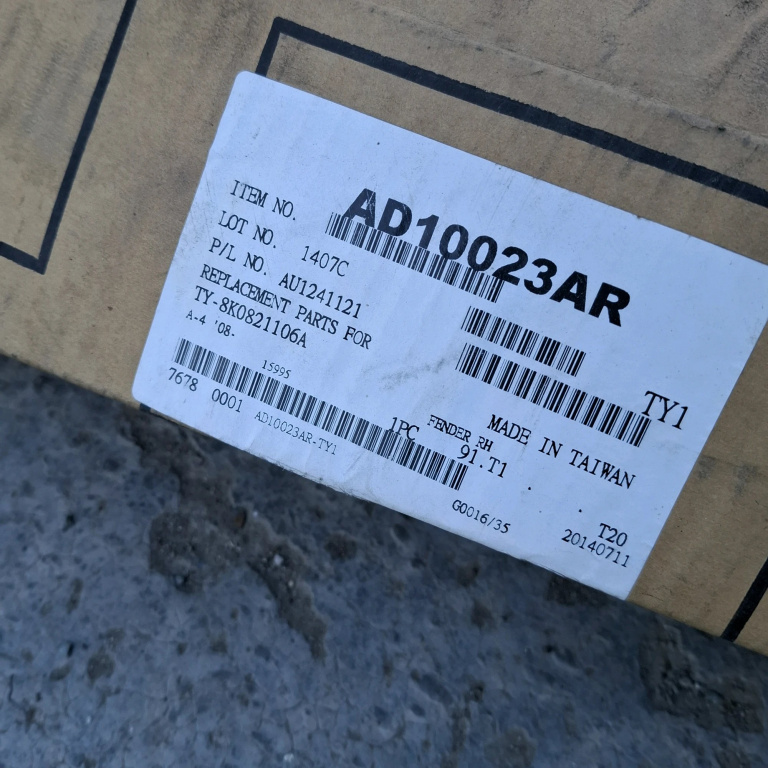 ITEM NO. AD10023AR
LOT NO. 1407C
P/L NO. AU1241121
REPLACEMENT PARTS FOR
TY-8K0821106A
A-4 '08-
TY1
15995
7678 0001 AD10023AR-TY1
1PC FENDER RH
91.T1
MADE IN TAIWAN
G0016/35
T20
20140711